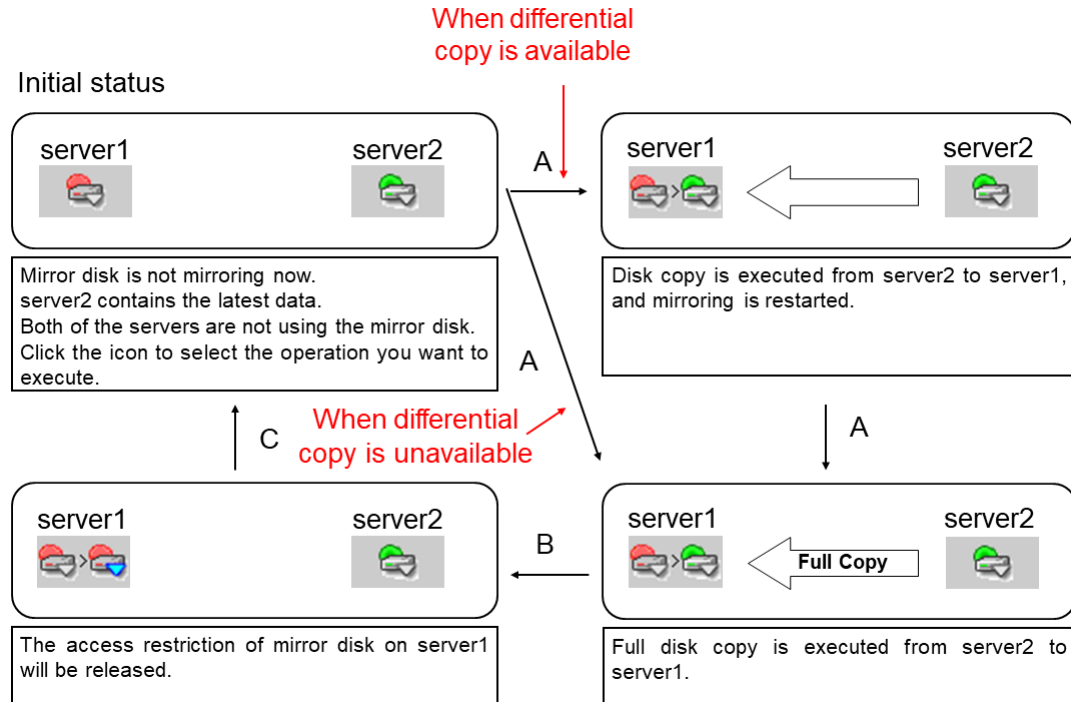 When differential
copy is available
Initial status
server1
server2
A
server1
server2
>
Mirror disk is not mirroring now.
server2 contains the latest data.
Both of the servers are not using the mirror disk.
Click the icon to select the operation you want to
execute.
Disk copy is executed from server2 to server1,
and mirroring is restarted.
A
When differential
copy is unavailable
C
A
server1
server2
>
B
server1
server2
>
Full Copy
The access restriction of mirror disk on server1
will be released.
Full disk copy is executed from server2 to
server1.